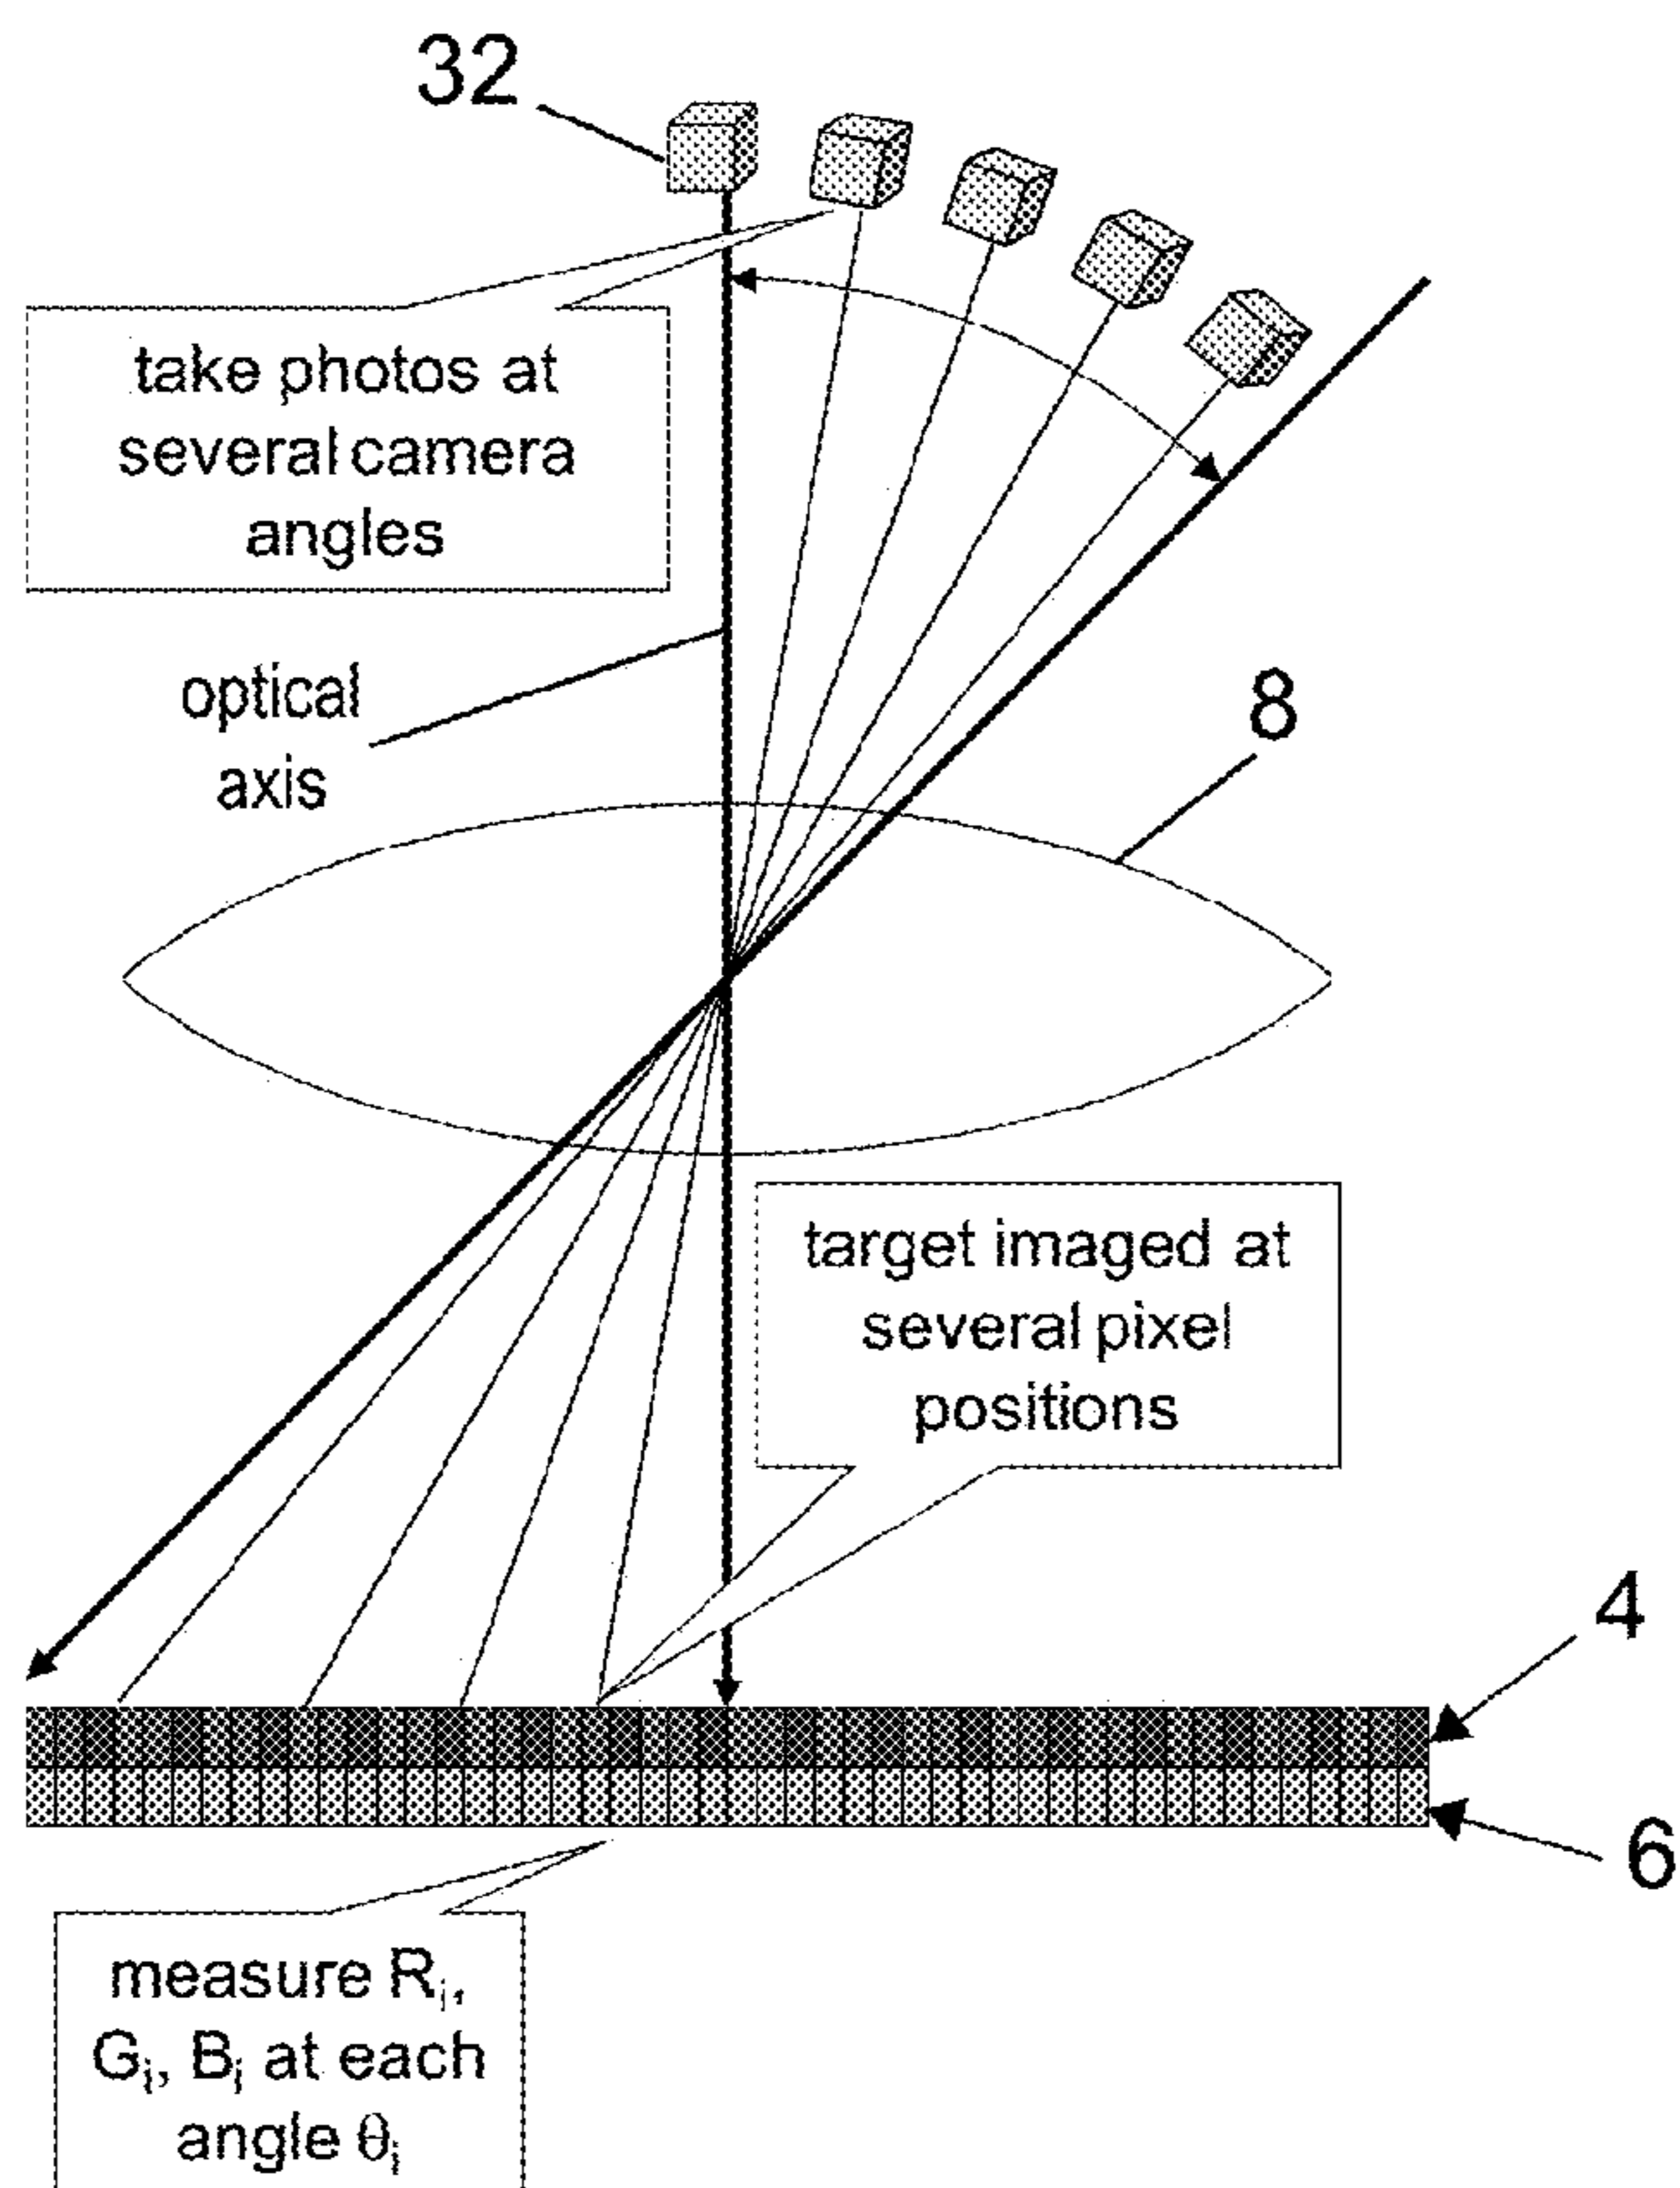 32
take photos at
several camera
angles
optical
axis
8
target imaged at
several pixel
positions
4
6
measure Rᵢ,
Gᵢ, Bᵢ at each
angle θᵢ